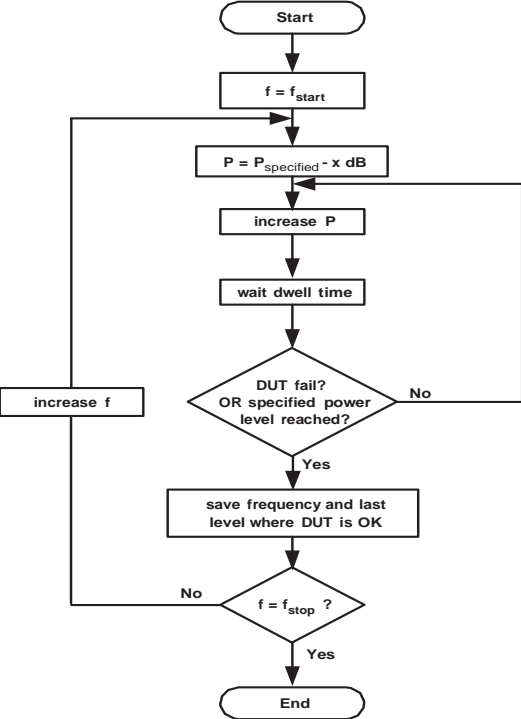 Start
f = fstart
P = Pspecified - x dB
increase P
wait dwell time
DUT fail?
OR specified power
level reached?
No
increase f
Yes
save frequency and last
level where DUT is OK
No
f = fstop ?
Yes
End